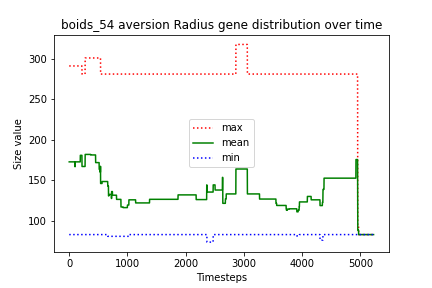 boids_54 aversion Radius gene distribution over time
300
250
200
150
100
Size value
max
mean
min
0
1000
2000
3000
4000
5000
Timesteps